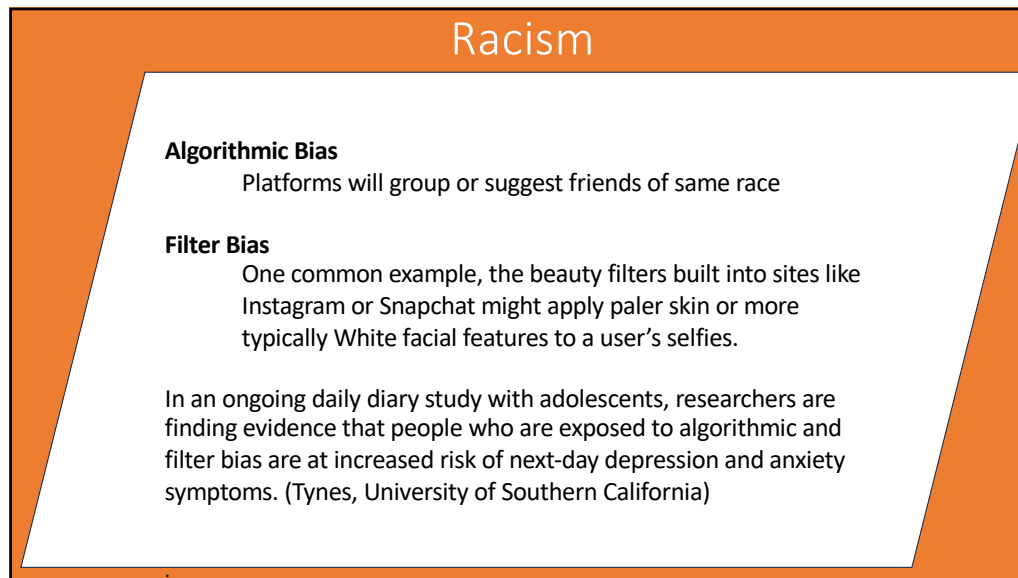 Racism
Algorithmic Bias
Platforms will group or suggest friends of same race
Filter Bias
One common example, the beauty filters built into sites like
Instagram or Snapchat might apply paler skin or more
typically White facial features to a user’s selfies.
In an ongoing daily diary study with adolescents, researchers are
finding evidence that people who are exposed to algorithmic and
filter bias are at increased risk of next-day depression and anxiety
symptoms. (Tynes, University of Southern California)